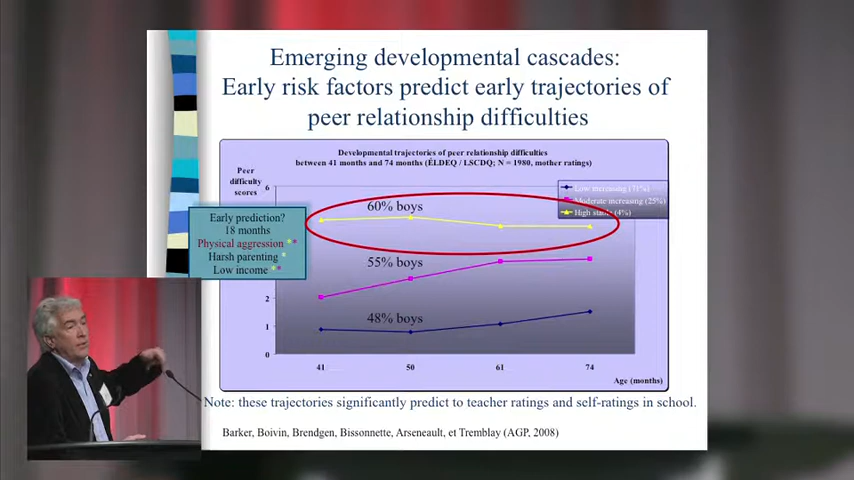 Emerging developmental cascades:
Early risk factors predict early trajectories of
peer relationship difficulties
Developmental trajectories of peer relationship difficulties
between 41 months and 74 months (ÉLDEQ / LSCDQ; N = 1980, mother ratings)
Peer
difficulty
scores
6
Low increasing (71%)
Moderate increasing (25%)
High stable (4%)
60% boys
Early prediction?
18 months
Physical aggression **
Harsh parenting *
Low income **
55% boys
2
48% boys
1
0
41
50
61
74
Age (months)
Note: these trajectories significantly predict to teacher ratings and self-ratings in school.
Barker, Boivin, Brendgen, Bissonnette, Arseneault, et Tremblay (AGP, 2008)